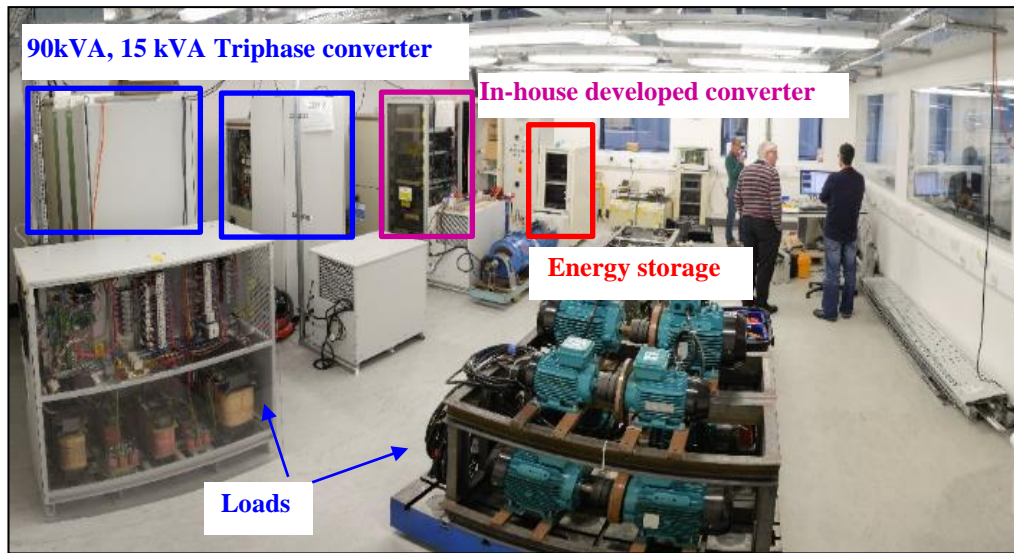 90kVA, 15 kVA Triphase converter
In-house developed converter
Energy storage
Loads